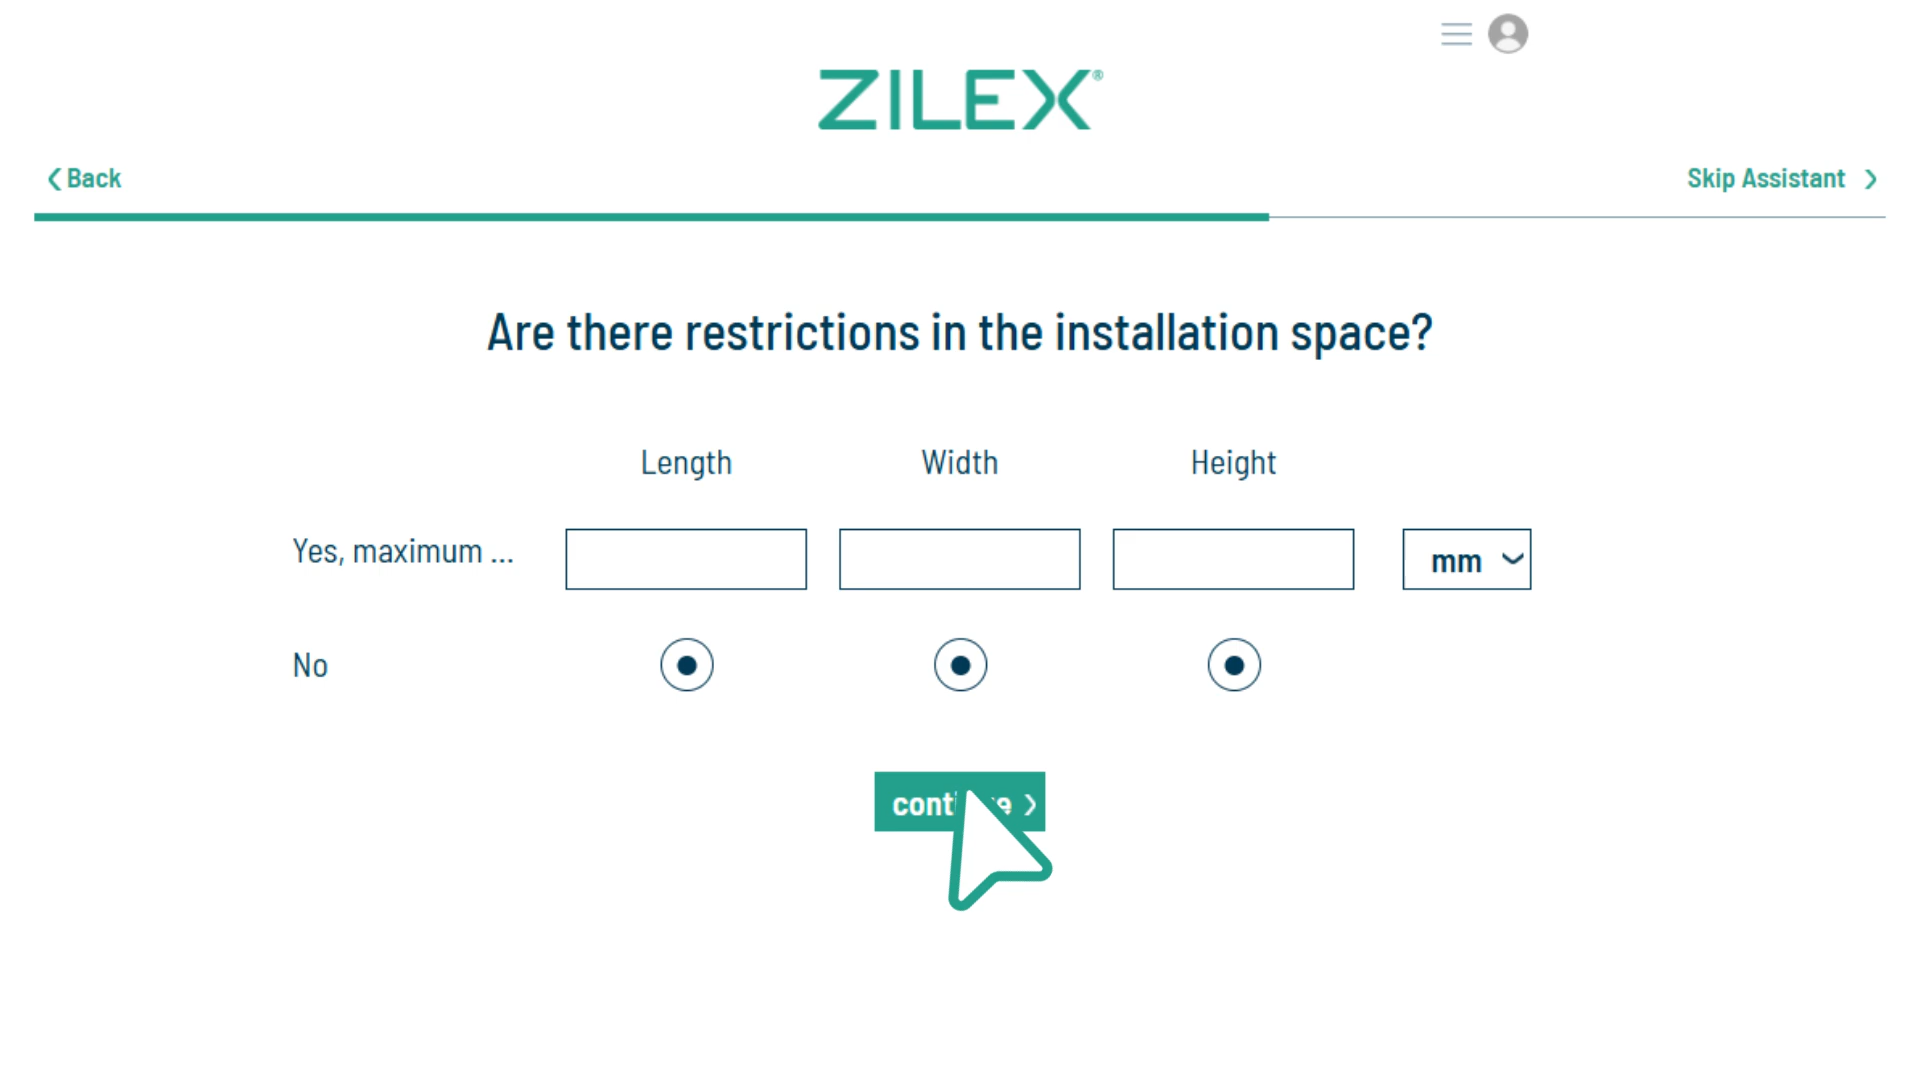 ZILEX®
Back
Skip Assistant
Are there restrictions in the installation space?
Length Width Height
Yes, maximum ...
mm
No